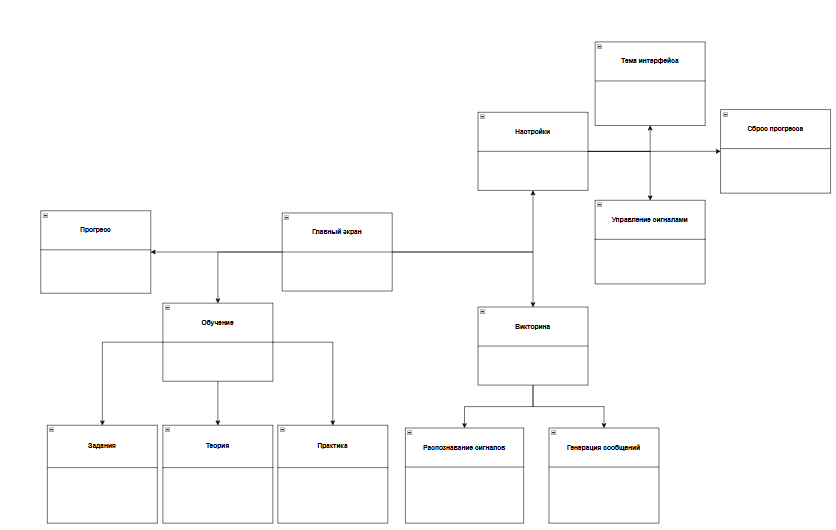 Тема интерфейса
Сброс прогресса
Настройки
Управление сигналами
Прогресс
Главный экран
Обучение
Викторина
Задания
Теория
Практика
Распознавание сигналов
Генерация сообщений